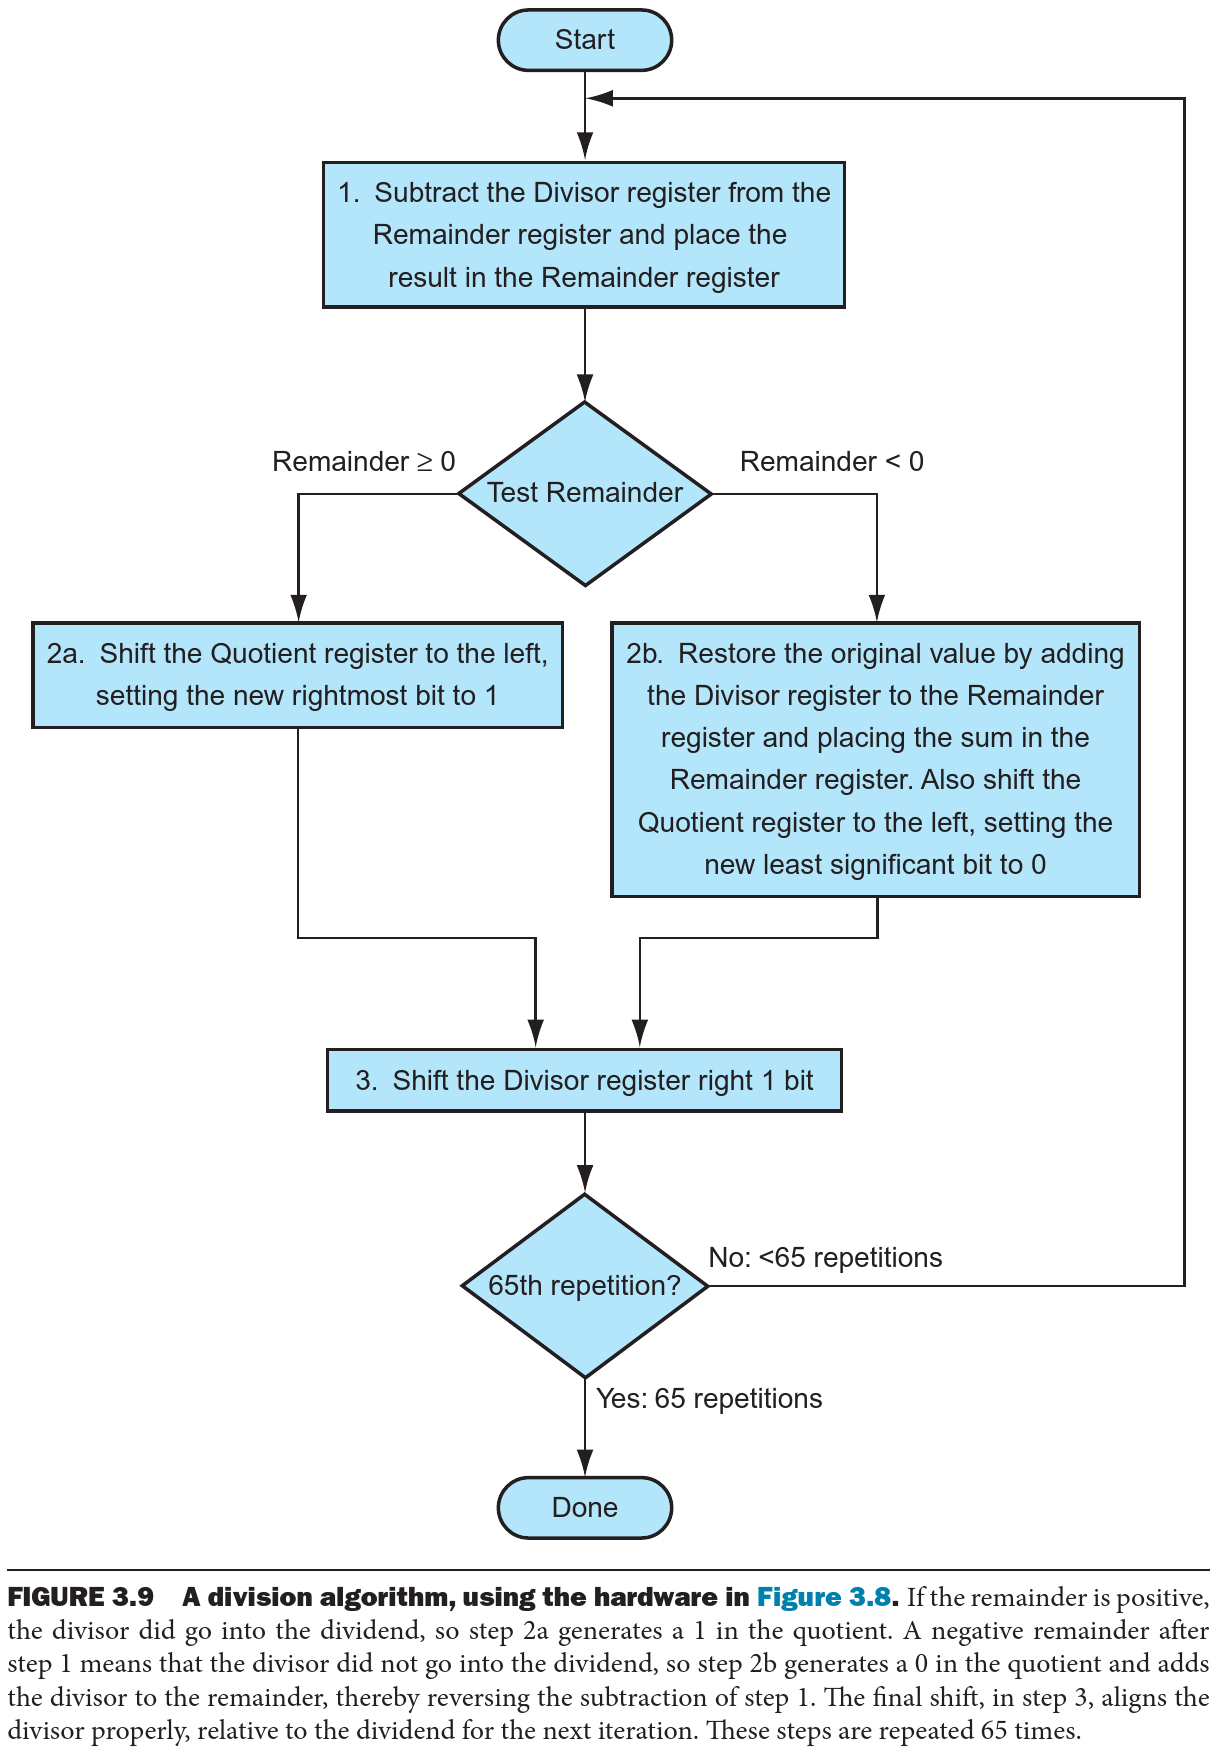 Start
1. Subtract the Divisor register from the
Remainder register and place the
result in the Remainder register
Remainder ≥ 0
Remainder < 0
Test Remainder
2a. Shift the Quotient register to the left,
setting the new rightmost bit to 1
2b. Restore the original value by adding
the Divisor register to the Remainder
register and placing the sum in the
Remainder register. Also shift the
Quotient register to the left, setting the
new least significant bit to 0
3. Shift the Divisor register right 1 bit
No: <65 repetitions
65th repetition?
Yes: 65 repetitions
Done
FIGURE 3.9 A division algorithm, using the hardware in Figure 3.8. If the remainder is positive,
the divisor did go into the dividend, so step 2a generates a 1 in the quotient. A negative remainder after
step 1 means that the divisor did not go into the dividend, so step 2b generates a 0 in the quotient and adds
the divisor to the remainder, thereby reversing the subtraction of step 1. The final shift, in step 3, aligns the
divisor properly, relative to the dividend for the next iteration. These steps are repeated 65 times.